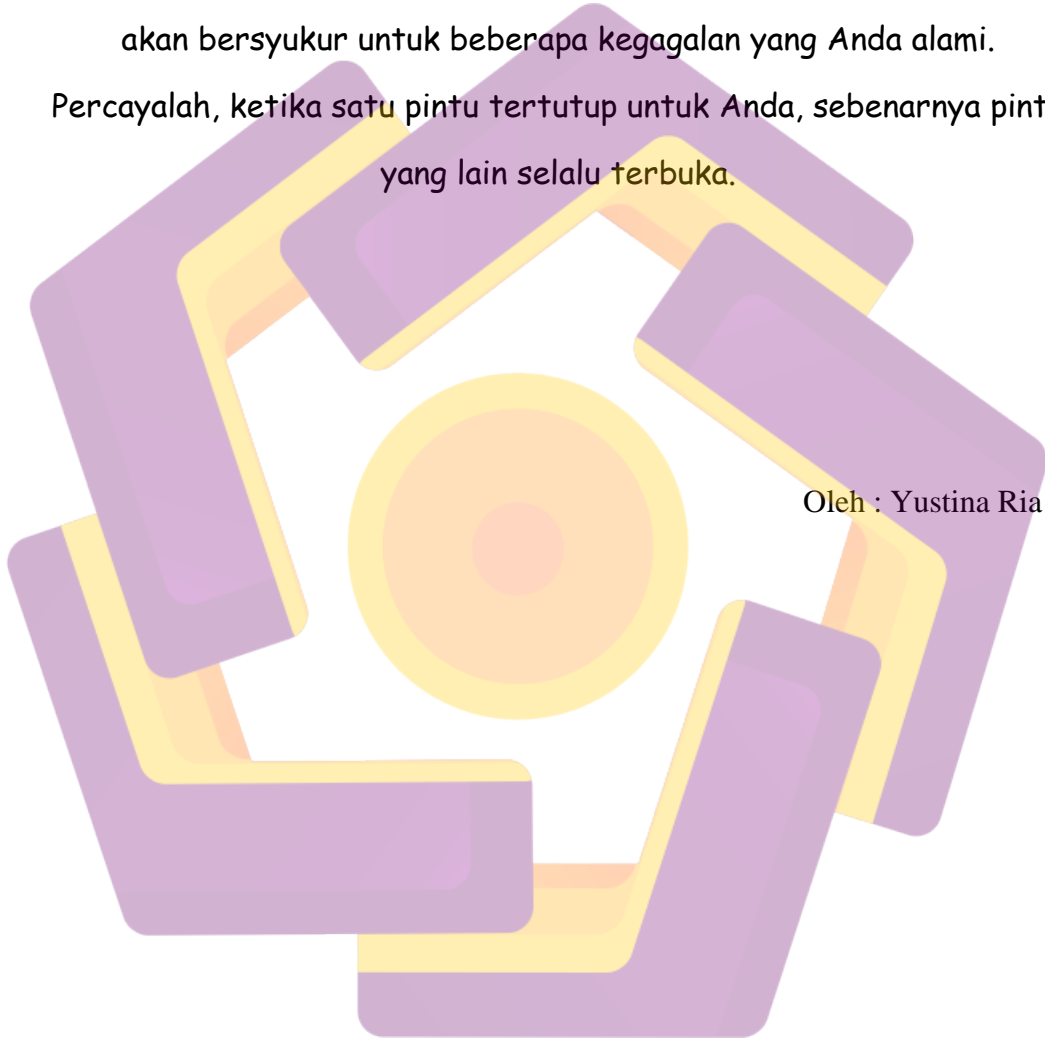 akan bersyukur untuk beberapa kegagalan yang Anda alami.
Percayalah, ketika satu pintu tertutup untuk Anda, sebenarnya pint
yang lain selalu terbuka.
Oleh : Yustina Ria